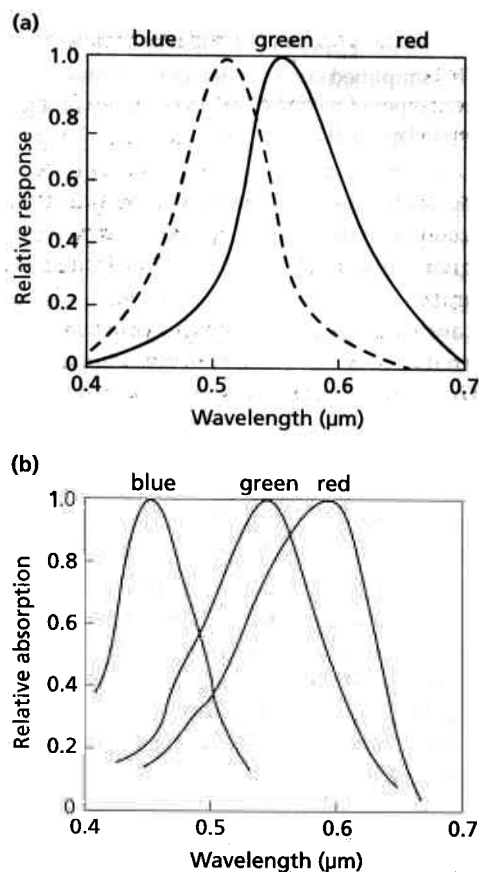 (a)
blue green red
Relative response
1.0
0.8
0.6
0.4
0.2
0
0.4 0.5 0.6 0.7
Wavelength (µm)
(b)
blue green red
Relative absorption
1.0
0.8
0.6
0.4
0.2
0
0.4 0.5 0.6 0.7
Wavelength (µm)